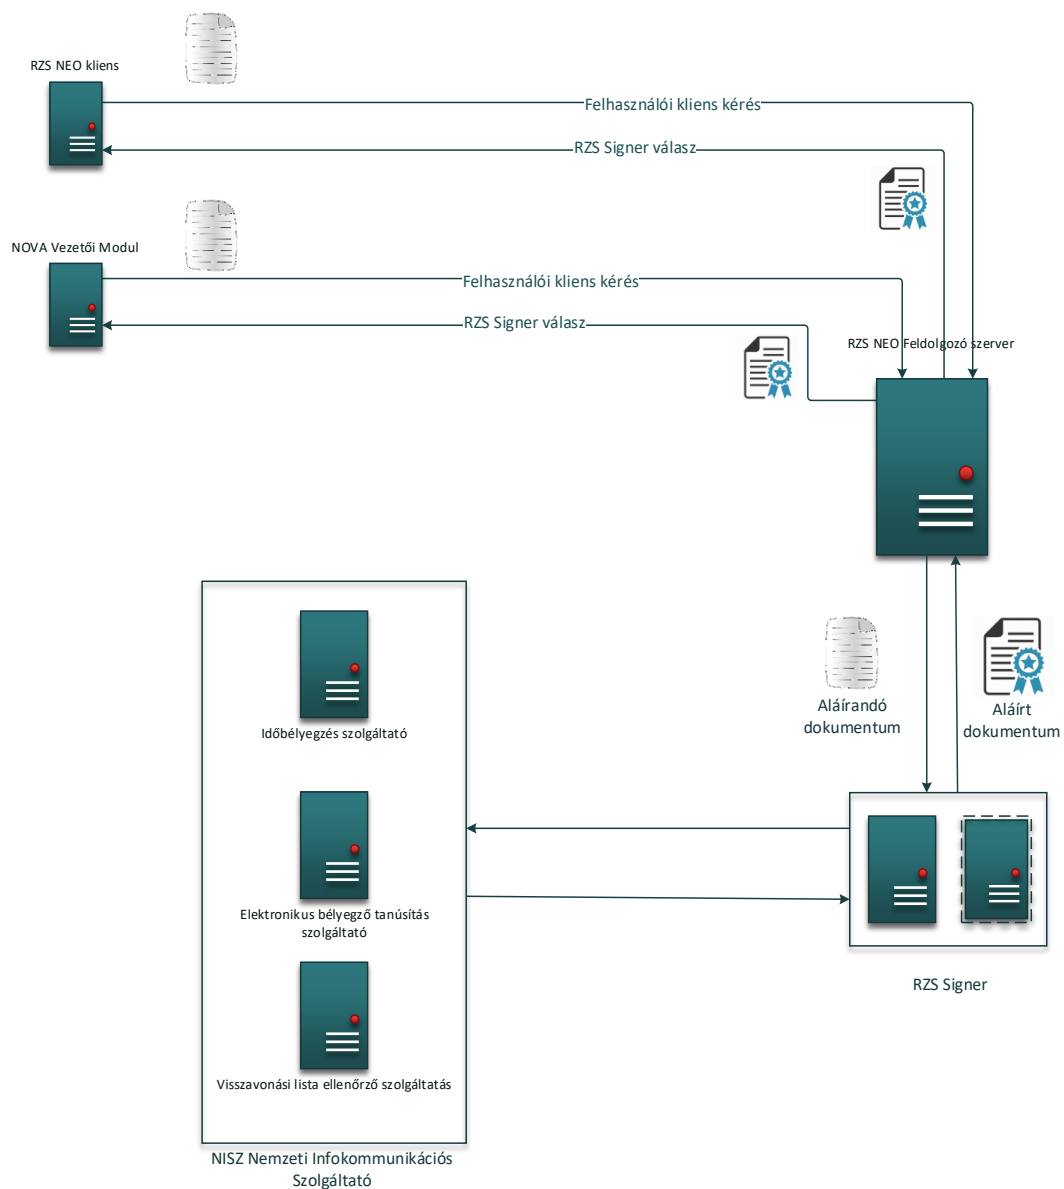 RZS NEO kliens
Felhasználói kliens kérés
RZS Signer válasz
NOVA Vezetői Modul
Felhasználói kliens kérés
RZS Signer válasz
RZS NEO Feldolgozó szerver
Aláírandó
dokumentum
Aláírt
dokumentum
Időbélyegzés szolgáltató
Elektronikus bélyegző tanúsítás
szolgáltató
RZS Signer
Visszavonási lista ellenőrző szolgáltatás
NISZ Nemzeti Infokommunikációs
Szolgáltató